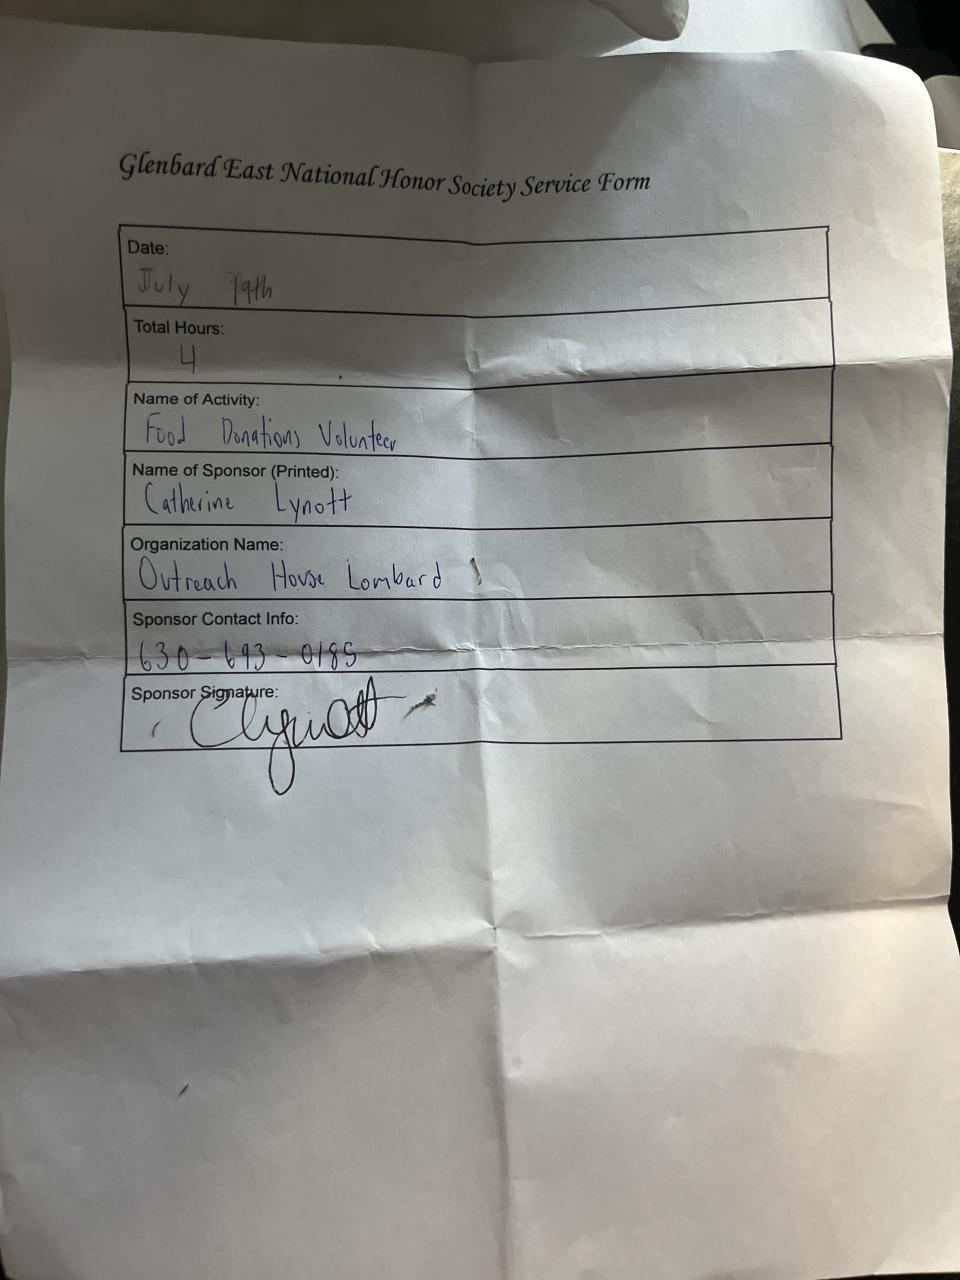 Glenbard East National Honor Society Service Form
Date:
July 19th
Total Hours:
4
Name of Activity:
Food Donations Volunteer
Name of Sponsor (Printed):
Catherine Lynott
Organization Name:
Outreach House Lombard
Sponsor Contact Info:
630-693-0185
Sponsor Signature:
CLynott